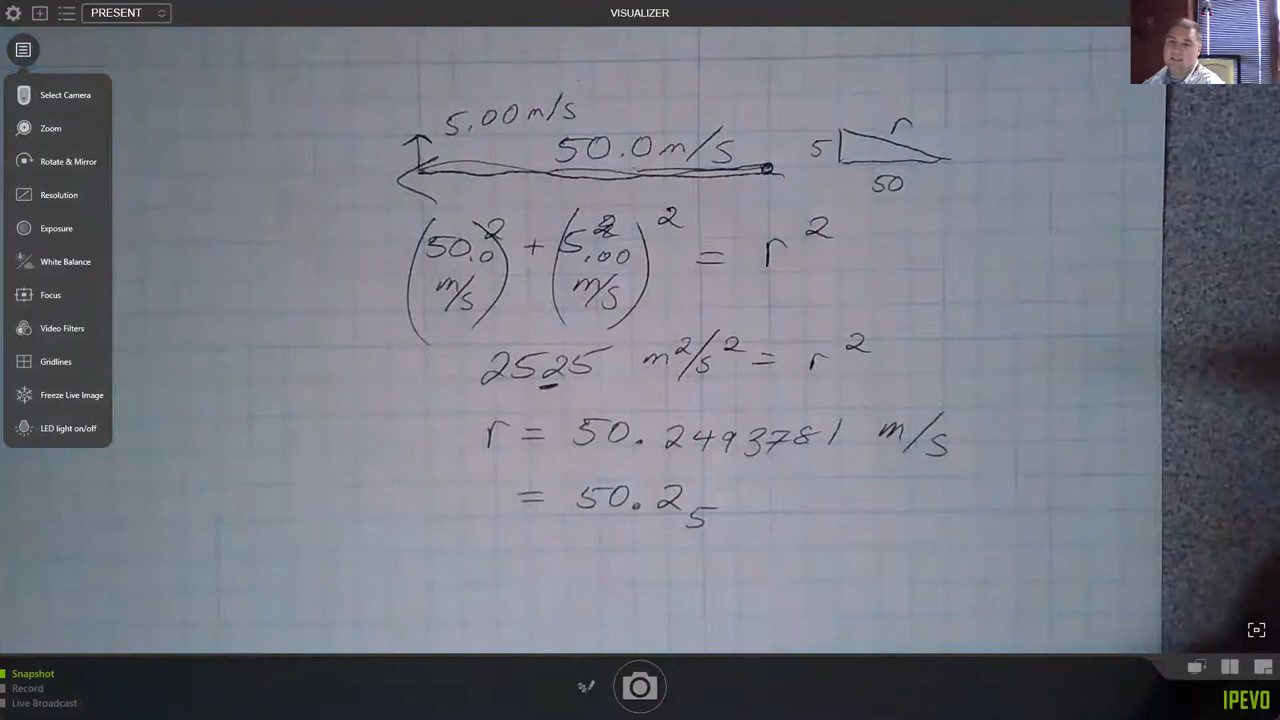 PRESENT
VISUALIZER
Select Camera
Zoom
Rotate & Mirror
Resolution
Exposure
White Balance
Focus
Video Filters
Gridlines
Freeze Live Image
LED light on/off
5.00 m/s
50.0 m/s
5
r
50
(50.0 m/s)² + (5.00 m/s)² = r²
2525 m²/s² = r²
r = 50.2493781 m/s
= 50.2₅
Snapshot
Record
Live Broadcast
IPEVO